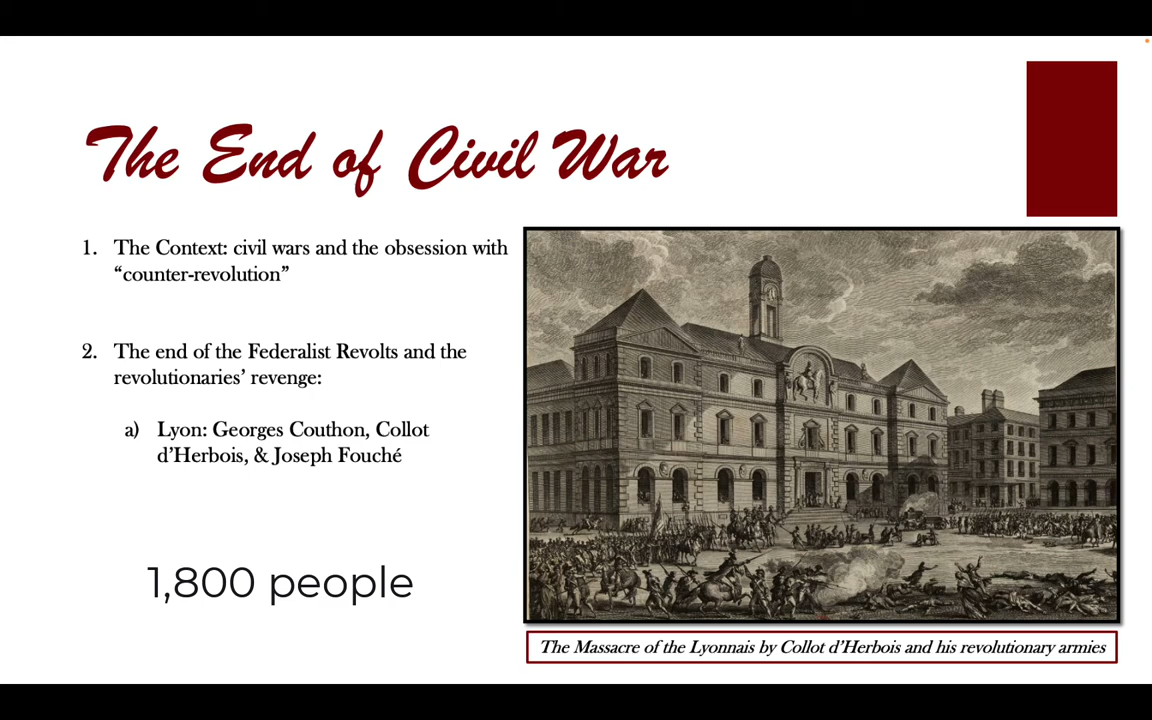 The End of Civil War
1. The Context: civil wars and the obsession with
“counter-revolution”
2. The end of the Federalist Revolts and the
revolutionaries’ revenge:
a) Lyon: Georges Couthon, Collot
d’Herbois, & Joseph Fouché
1,800 people
The Massacre of the Lyonnais by Collot d’Herbois and his revolutionary armies